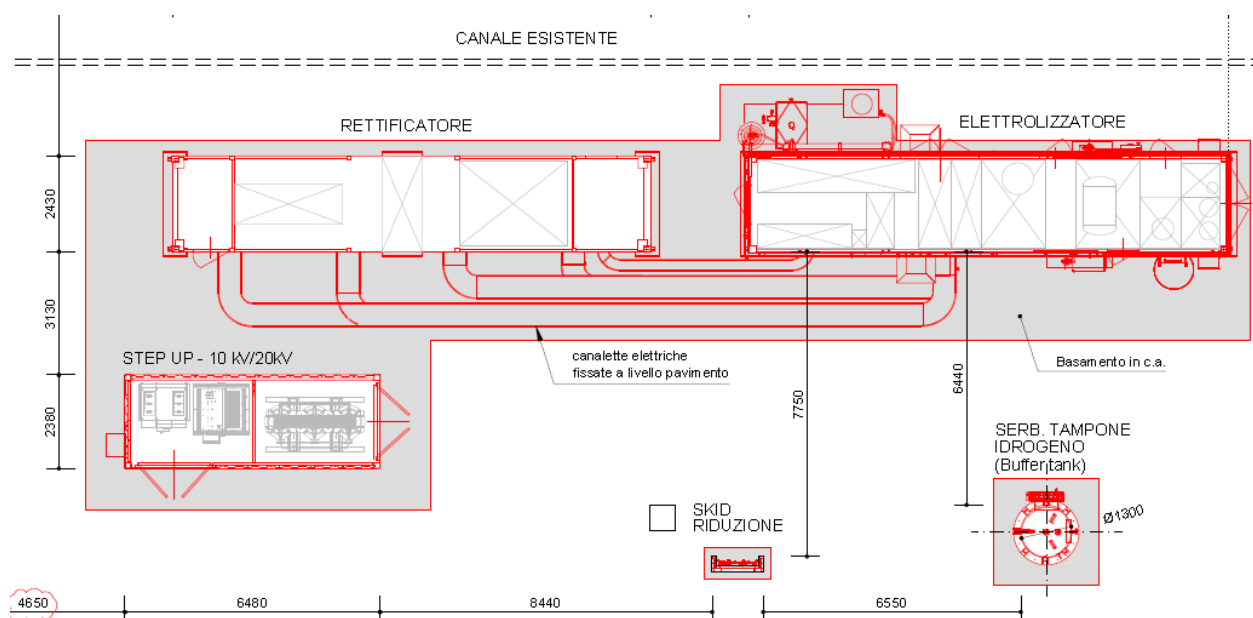 CANALE ESISTENTE
RETTIFICATORE
ELETTROLIZZATORE
2430
3130
STEP UP - 10 KV/20kV
canalette elettriche
fissate a livello pavimento
Basamento in c.a.
6440
7750
2380
SERB. TAMPONE
IDROGENO
(Buffer tank)
Ø1300
SKID
RIDUZIONE
4650
6480
8440
6550